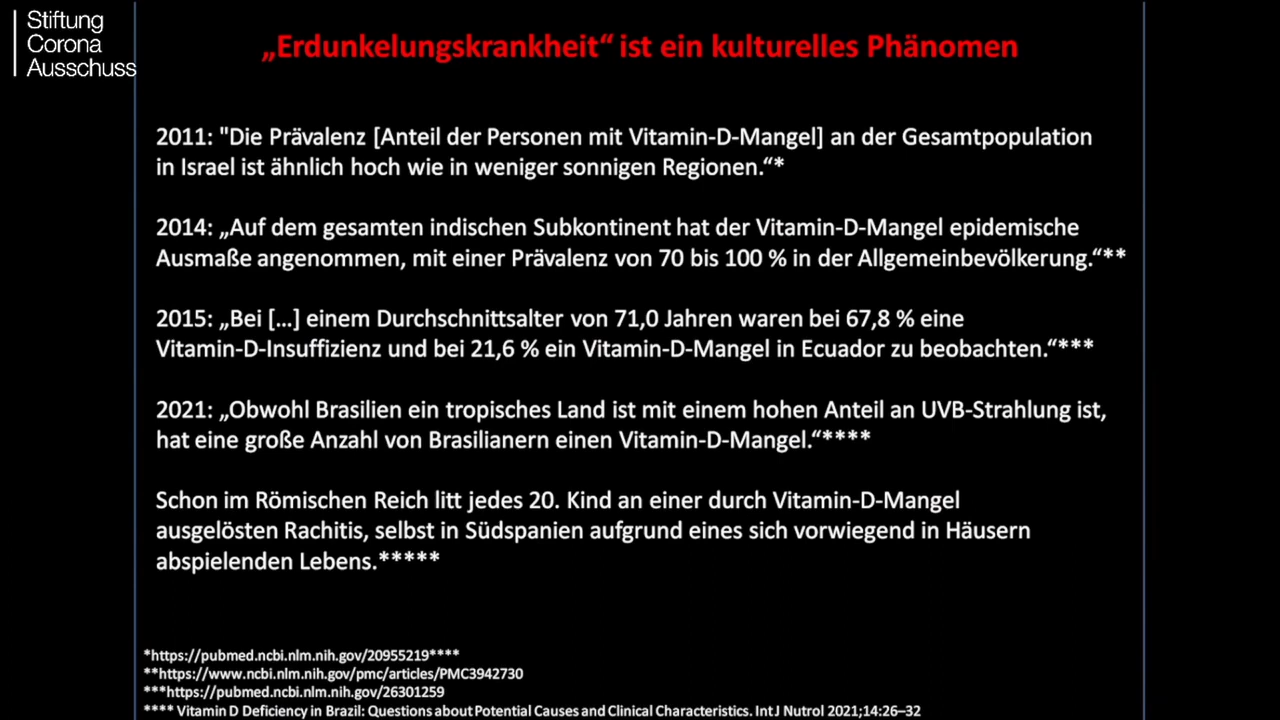 Stiftung
Corona
Ausschuss
„Erdunkelungskrankheit“ ist ein kulturelles Phänomen
2011: "Die Prävalenz [Anteil der Personen mit Vitamin-D-Mangel] an der Gesamtpopulation
in Israel ist ähnlich hoch wie in weniger sonnigen Regionen.“*
2014: „Auf dem gesamten indischen Subkontinent hat der Vitamin-D-Mangel epidemische
Ausmaße angenommen, mit einer Prävalenz von 70 bis 100 % in der Allgemeinbevölkerung.“**
2015: „Bei [...] einem Durchschnittsalter von 71,0 Jahren waren bei 67,8 % eine
Vitamin-D-Insuffizienz und bei 21,6 % ein Vitamin-D-Mangel in Ecuador zu beobachten.“***
2021: „Obwohl Brasilien ein tropisches Land ist mit einem hohen Anteil an UVB-Strahlung ist,
hat eine große Anzahl von Brasilianern einen Vitamin-D-Mangel.“****
Schon im Römischen Reich litt jedes 20. Kind an einer durch Vitamin-D-Mangel
ausgelösten Rachitis, selbst in Südspanien aufgrund eines sich vorwiegend in Häusern
abspielenden Lebens.*****
*https://pubmed.ncbi.nlm.nih.gov/20955219****
**https://www.ncbi.nlm.nih.gov/pmc/articles/PMC3942730
***https://pubmed.ncbi.nlm.nih.gov/26301259
**** Vitamin D Deficiency in Brazil: Questions about Potential Causes and Clinical Characteristics. Int J Nutrol 2021;14:26–32